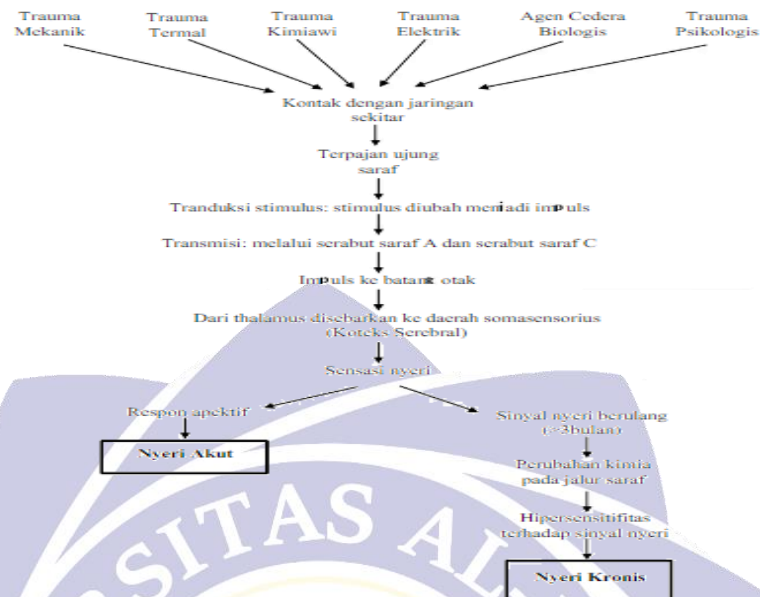 Trauma Mekanik
Trauma Termal
Trauma Kimiawi
Trauma Elektrik
Agen Cedera Biologis
Trauma Psikologis
Kontak dengan jaringan
sekitar
Terpajan ujung
saraf
Tranduksi stimulus: stimulus diubah menjadi impuls
Transmisi: melalui serabut saraf A dan serabut saraf C
Impuls ke batang otak
Dari thalamus disebarkan ke daerah somasensorius
(Koteks Serebral)
Sensasi nyeri
Respon apektif
Nyeri Akut
Sinyal nyeri berulang
(>3bulan)
Perubahan kimia
pada jalur saraf
Hipersensitifitas
terhadap sinyal nyeri
Nyeri Kronis
SITAS AL